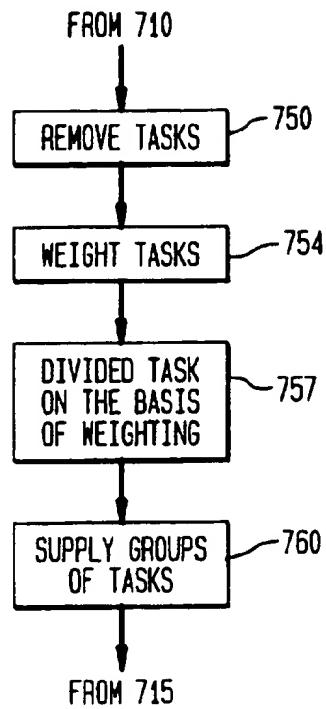 FROM 710
REMOVE TASKS
750
WEIGHT TASKS
754
DIVIDED TASK
ON THE BASIS
OF WEIGHTING
757
SUPPLY GROUPS
OF TASKS
760
FROM 715